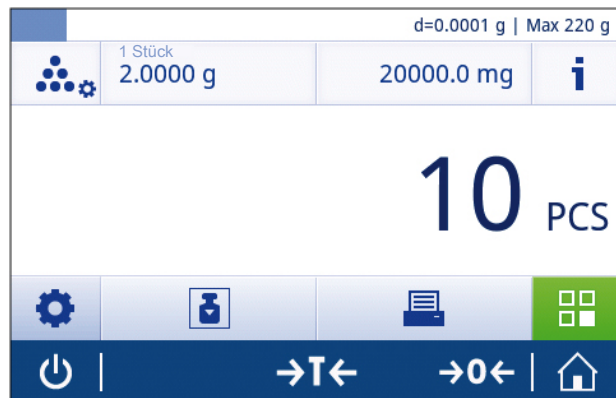 d=0.0001 g | Max 220 g
1 Stück
2.0000 g
20000.0 mg
i
10 PCS
→T←
→0←